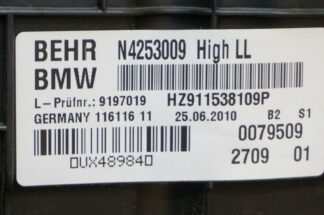 BEHR N4253009 High LL
BMW
L-Prüfnr.: 9197019 HZ911538109P
GERMANY 116116 11 25.06.2010 B2 S1
0079509
UX48984
2709 01